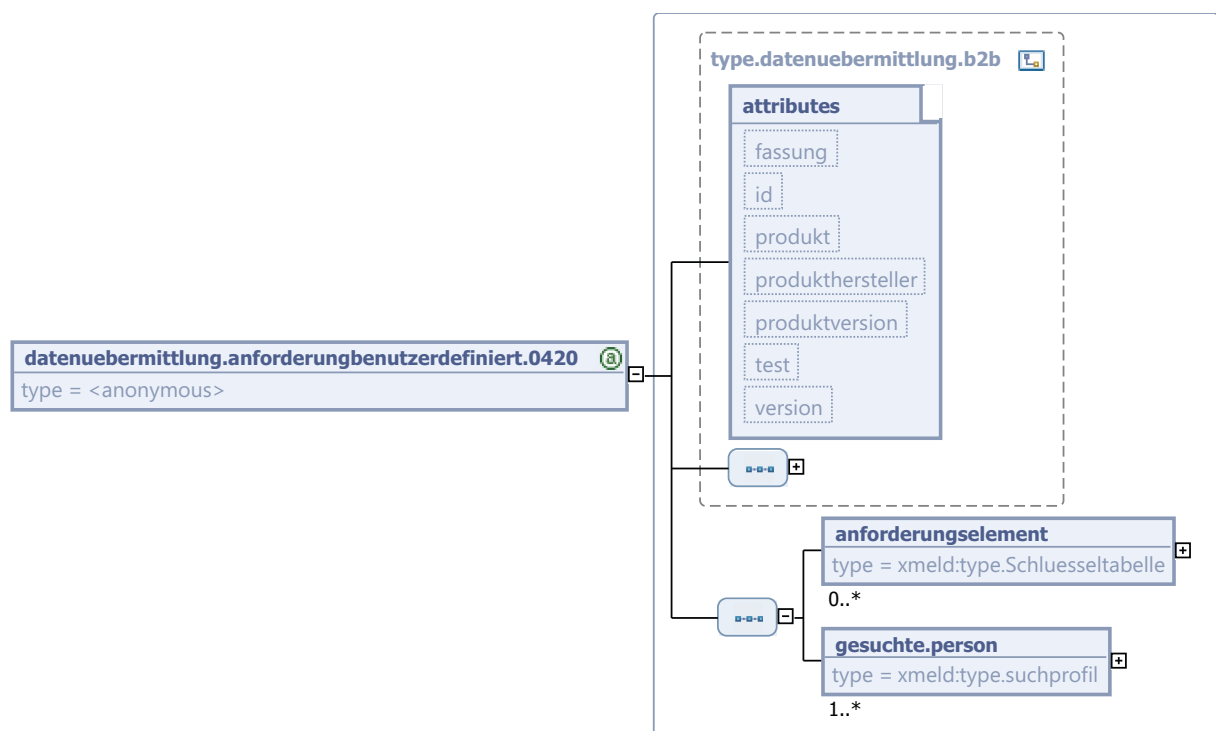 type.datenuebermittlung.b2b
attributes
fassung
id
produkt
produkthersteller
produktversion
test
version
datenuebermittlung.anforderungbenutzerdefiniert.0420
type = <anonymous>
anforderungselement
type = xmeld:type.Schluesseltabelle
0..*
gesuchte.person
type = xmeld:type.suchprofil
1..*